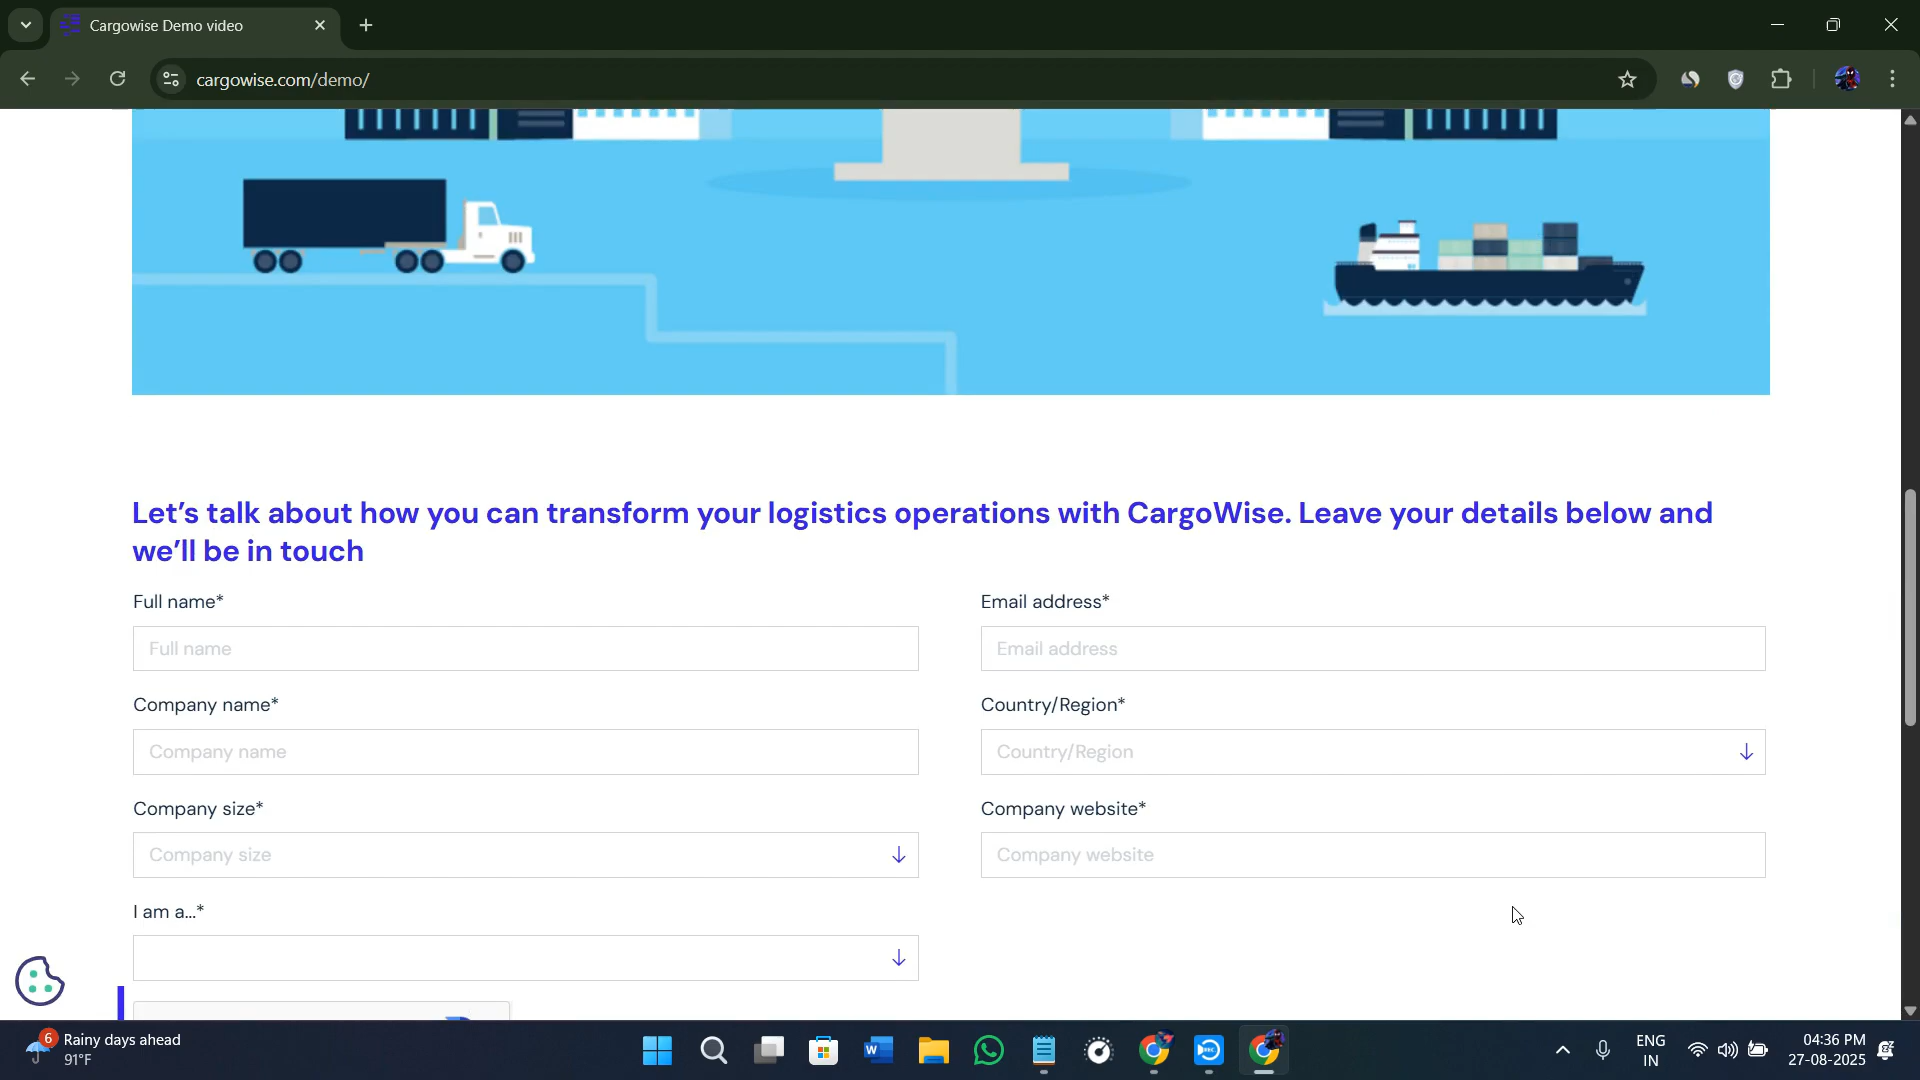 Cargowise Demo video
cargowise.com/demo/
Let's talk about how you can transform your logistics operations with CargoWise. Leave your details below and
we'll be in touch
Full name*
Email address*
Full name
Email address
Company name*
Country/Region*
Company name
Country/Region
Company size*
Company website*
Company size
Company website
I am a...*
6
Rainy days ahead
91°F
ENG
IN
04:36 PM
27-08-2025